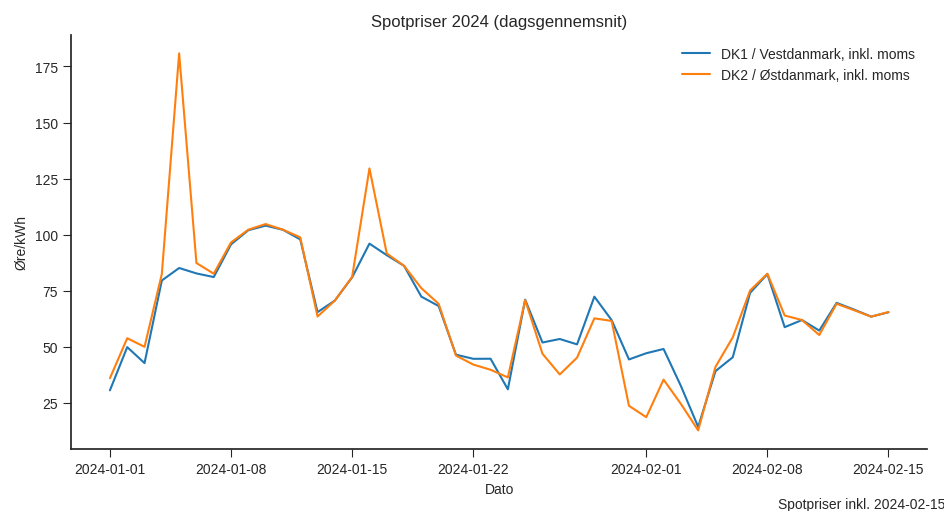 Spotpriser 2024 (dagsgennemsnit)
DK1 / Vestdanmark, inkl. moms
DK2 / Østdanmark, inkl. moms
Øre/kWh
175
150
125
100
75
50
25
2024-01-01 2024-01-08 2024-01-15 2024-01-22 2024-02-01 2024-02-08 2024-02-15
Dato
Spotpriser inkl. 2024-02-15